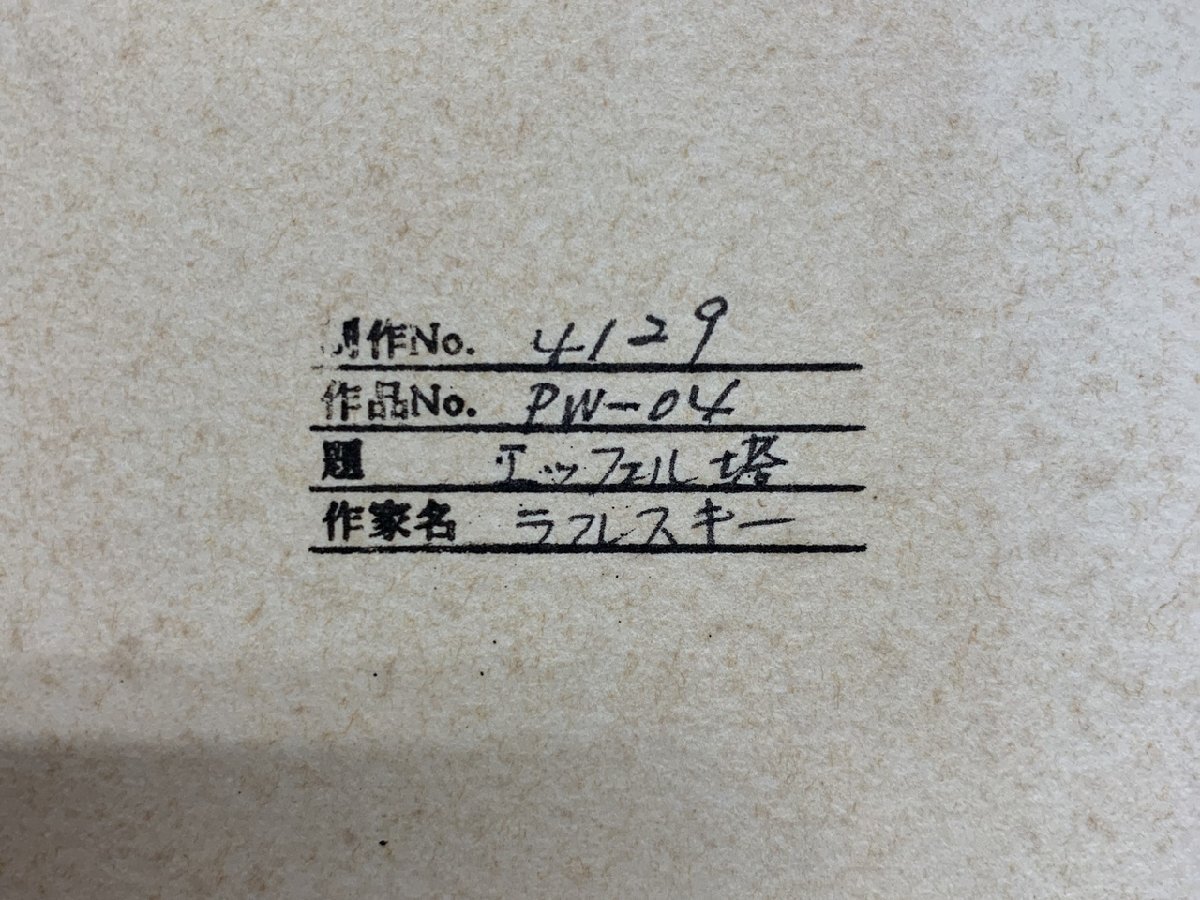 制作No. 4129
作品No. PW-04
題 エッフェル塔
作家名 ラフレスキー